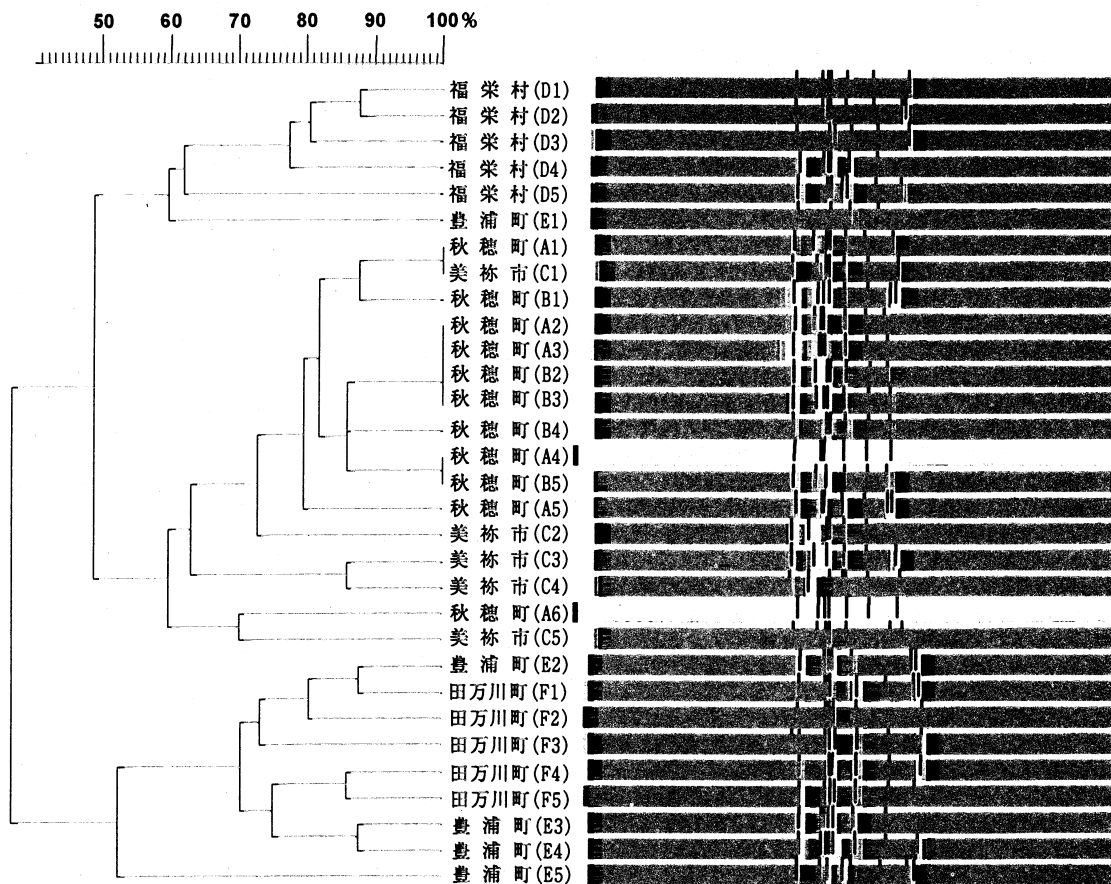 50 60 70 80 90 100%
福栄村(D1)
福栄村(D2)
福栄村(D3)
福栄村(D4)
福栄村(D5)
豊浦町(E1)
秋穂町(A1)
美祢市(C1)
秋穂町(B1)
秋穂町(A2)
秋穂町(A3)
秋穂町(B2)
秋穂町(B3)
秋穂町(B4)
秋穂町(A4)
秋穂町(B5)
秋穂町(A5)
美祢市(C2)
美祢市(C3)
美祢市(C4)
秋穂町(A6)
美祢市(C5)
豊浦町(E2)
田万川町(F1)
田万川町(F2)
田万川町(F3)
田万川町(F4)
田万川町(F5)
豊浦町(E3)
豊浦町(E4)
豊浦町(E5)